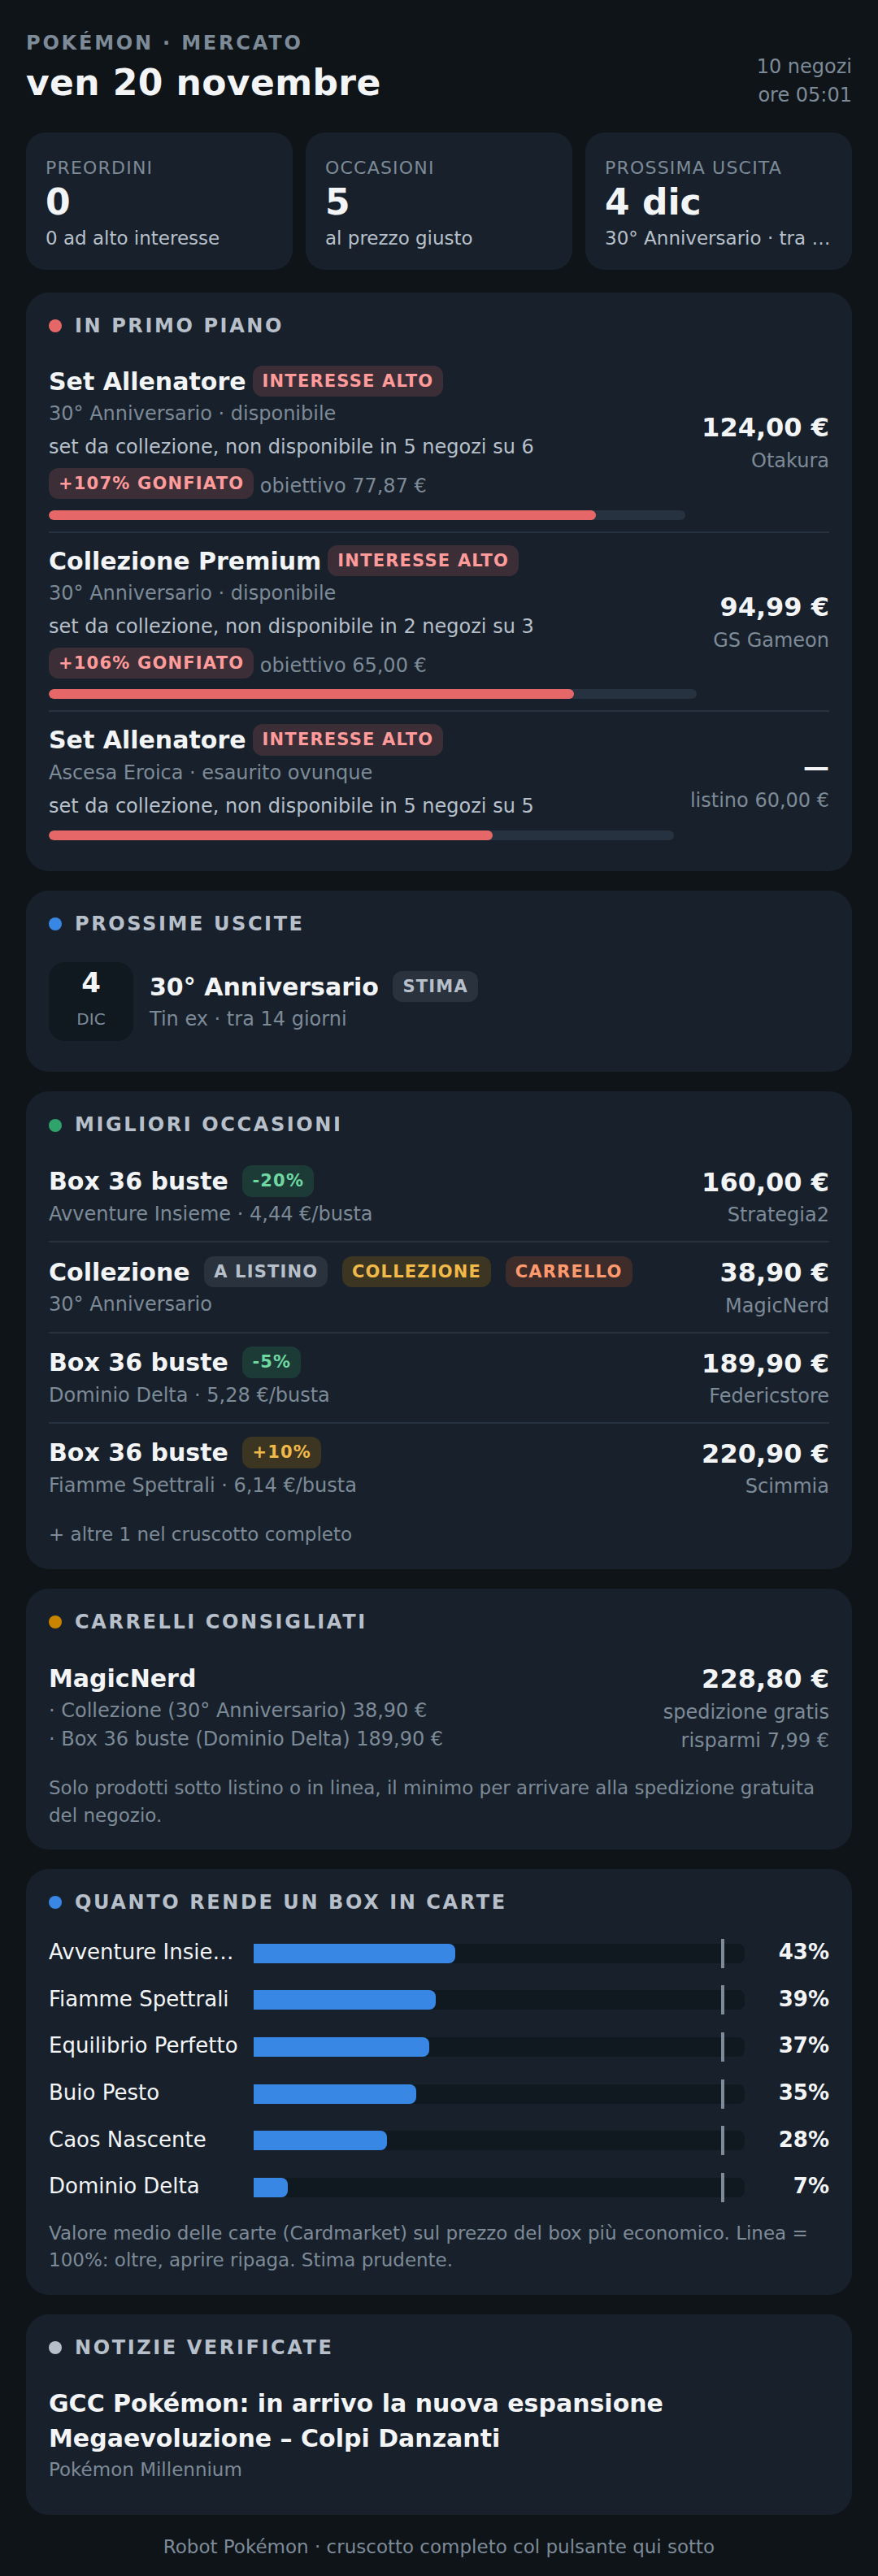 POKÉMON · MERCATO
ven 20 novembre
10 negozi
ore 05:01
PREORDINI
0
0 ad alto interesse
OCCASIONI
5
al prezzo giusto
PROSSIMA USCITA
4 dic
30° Anniversario · tra …
IN PRIMO PIANO
Set Allenatore INTERESSE ALTO
30° Anniversario · disponibile
set da collezione, non disponibile in 5 negozi su 6
+107% GONFIATO obiettivo 77,87 €
124,00 €
Otakura
Collezione Premium INTERESSE ALTO
30° Anniversario · disponibile
set da collezione, non disponibile in 2 negozi su 3
+106% GONFIATO obiettivo 65,00 €
94,99 €
GS Gameon
Set Allenatore INTERESSE ALTO
Ascesa Eroica · esaurito ovunque
set da collezione, non disponibile in 5 negozi su 5
—
listino 60,00 €
PROSSIME USCITE
4
DIC
30° Anniversario STIMA
Tin ex · tra 14 giorni
MIGLIORI OCCASIONI
Box 36 buste -20%
Avventure Insieme · 4,44 €/busta
160,00 €
Strategia2
Collezione A LISTINO COLLEZIONE CARRELLO
30° Anniversario
38,90 €
MagicNerd
Box 36 buste -5%
Dominio Delta · 5,28 €/busta
189,90 €
Federicstore
Box 36 buste +10%
Fiamme Spettrali · 6,14 €/busta
220,90 €
Scimmia
+ altre 1 nel cruscotto completo
CARRELLI CONSIGLIATI
MagicNerd
· Collezione (30° Anniversario) 38,90 €
· Box 36 buste (Dominio Delta) 189,90 €
228,80 €
spedizione gratis
risparmi 7,99 €
Solo prodotti sotto listino o in linea, il minimo per arrivare alla spedizione gratuita
del negozio.
QUANTO RENDE UN BOX IN CARTE
Avventure Insie… 43%
Fiamme Spettrali 39%
Equilibrio Perfetto 37%
Buio Pesto 35%
Caos Nascente 28%
Dominio Delta 7%
Valore medio delle carte (Cardmarket) sul prezzo del box più economico. Linea =
100%: oltre, aprire ripaga. Stima prudente.
NOTIZIE VERIFICATE
GCC Pokémon: in arrivo la nuova espansione
Megaevoluzione – Colpi Danzanti
Pokémon Millennium
Robot Pokémon · cruscotto completo col pulsante qui sotto